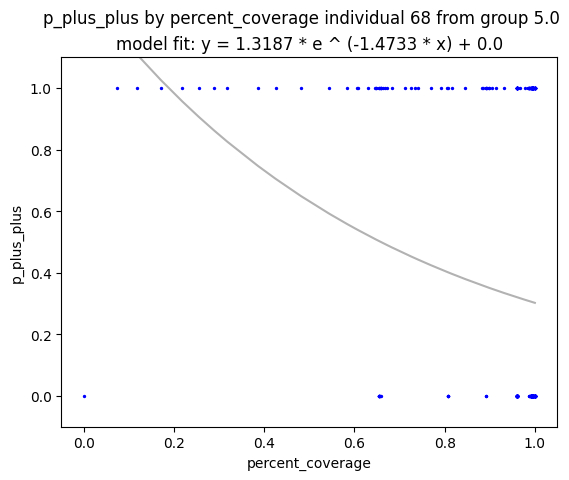 p_plus_plus by percent_coverage individual 68 from group 5.0
model fit: y = 1.3187 * e ^ (-1.4733 * x) + 0.0
1.0
0.8
0.6
0.4
0.2
0.0
p_plus_plus
0.0 0.2 0.4 0.6 0.8 1.0
percent_coverage